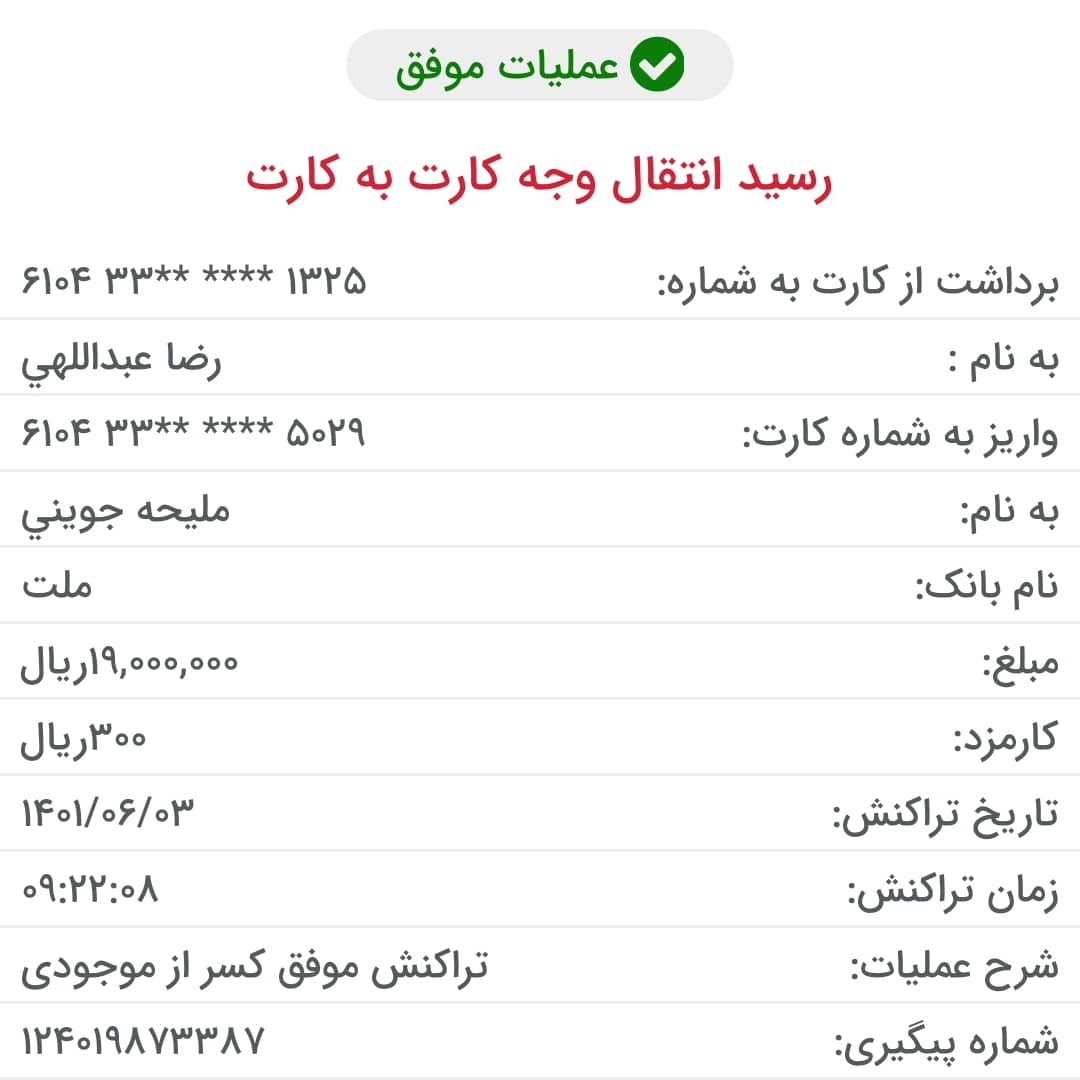 عملیات موفق
رسید انتقال وجه کارت به کارت
برداشت از کارت به شماره: ۶۱۰۴ ۳۳** **** ۱۳۲۵
به نام : رضا عبداللهي
واریز به شماره کارت: ۶۱۰۴ ۳۳** **** ۵۰۲۹
به نام: ملیحه جویني
نام بانک: ملت
مبلغ: ۱۹,۰۰۰,۰۰۰ریال
کارمزد: ۳۰۰ریال
تاریخ تراکنش: ۱۴۰۱/۰۶/۰۳
زمان تراکنش: ۰۹:۲۲:۰۸
شرح عملیات: تراکنش موفق کسر از موجودی
شماره پیگیری: ۱۲۴۰۱۹۸۷۳۳۸۷